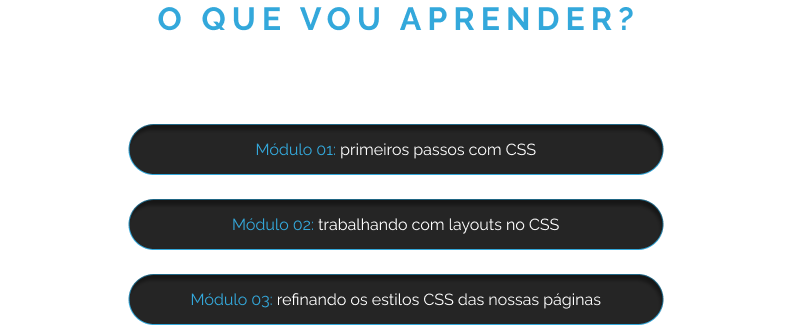 O QUE VOU APRENDER?
Módulo 01: primeiros passos com CSS
Módulo 02: trabalhando com layouts no CSS
Módulo 03: refinando os estilos CSS das nossas páginas